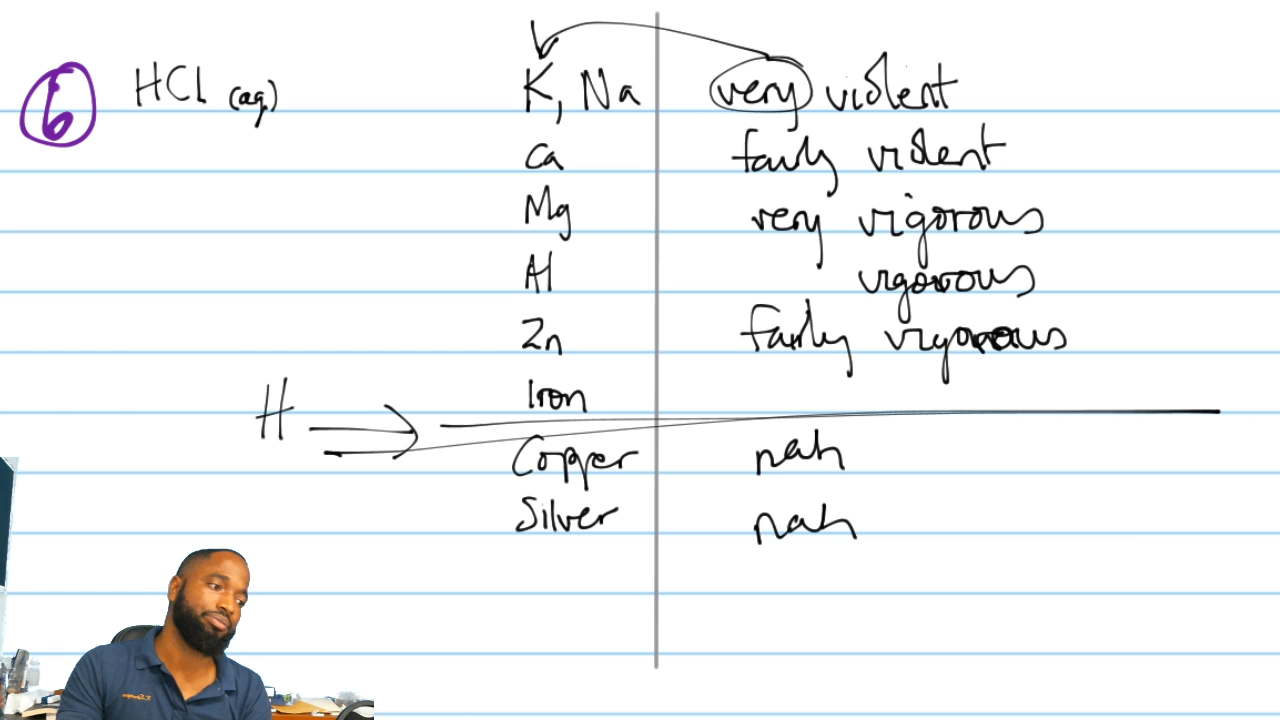 6 HCl (aq) K, Na very violent
Ca fairly violent
Mg very vigorous
Al vigorous
Zn fairly vigorous
Iron
H
Copper nah
Silver nah